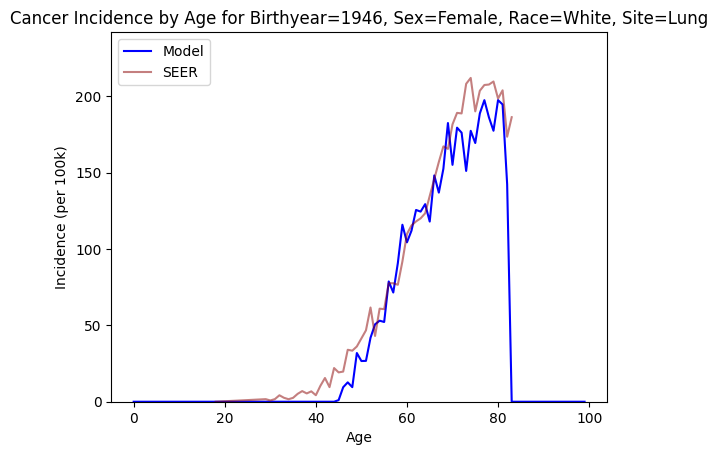 Cancer Incidence by Age for Birthyear=1946, Sex=Female, Race=White, Site=Lung
Model
SEER
Incidence (per 100k)
200
150
100
50
0
0 20 40 60 80 100
Age